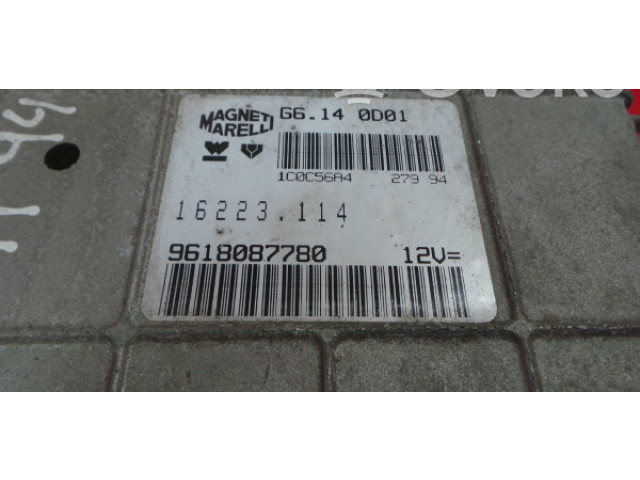 MAGNETI MARELLI G6.14 0D01
1C0C56A4 279 94
16223.114
9618087780 12V=